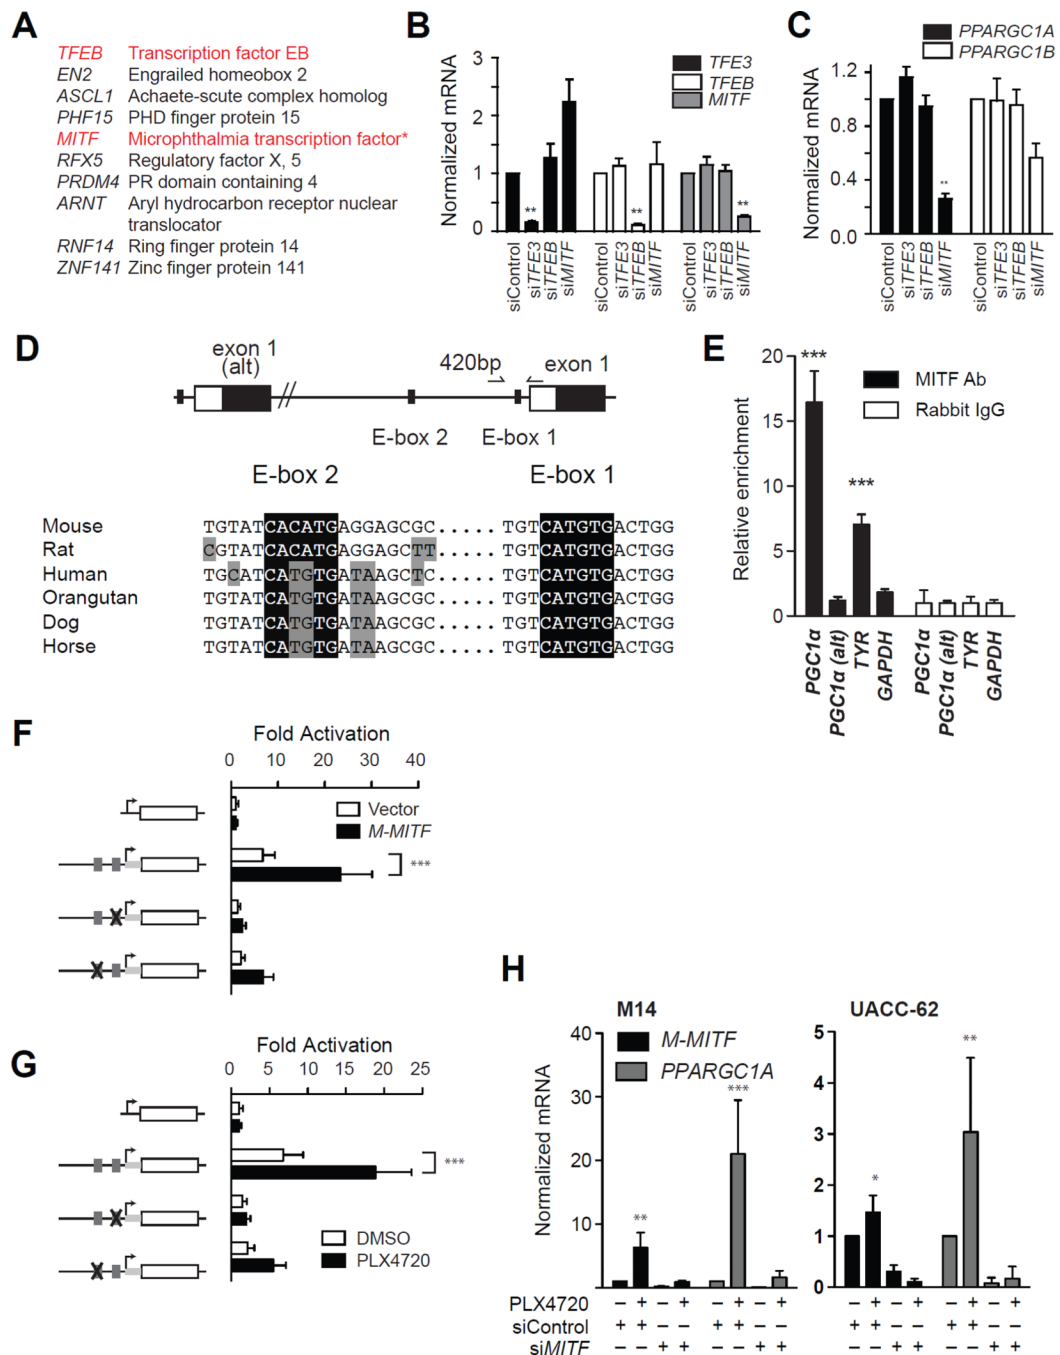 A
TFEB Transcription factor EB
EN2 Engrailed homeobox 2
ASCL1 Achaete-scute complex homolog
PHF15 PHD finger protein 15
MITF Microphthalmia transcription factor*
RFX5 Regulatory factor X, 5
PRDM4 PR domain containing 4
ARNT Aryl hydrocarbon receptor nuclear
translocator
RNF14 Ring finger protein 14
ZNF141 Zinc finger protein 141
B
Normalized mRNA
3
2
1
0
TFE3
TFEB
MITF
** ** **
siControl siTFE3 siTFEB siMITF siControl siTFE3 siTFEB siMITF siControl siTFE3 siTFEB siMITF
C
PPARGC1A
PPARGC1B
Normalized mRNA
1.2
0.8
0.4
0.0
**
siControl siTFE3 siTFEB siMITF siControl siTFE3 siTFEB siMITF
D
exon 1
(alt)
420bp
exon 1
E-box 2 E-box 1
E-box 2 E-box 1
Mouse TGTATCACATGAGGAGCGC.....TGTCATGTGACTGG
Rat CGTATCACATGAGGAGCTT.....TGTCATGTGACTGG
Human TGCATCATGTGATAAGCTC.....TGTCATGTGACTGG
Orangutan TGTATCATGTGATAAGCGC.....TGTCATGTGACTGG
Dog TGTATCATGTGATAAGCGC.....TGTCATGTGACTGG
Horse TGTATCATGTGATAAGCGC.....TGTCATGTGACTGG
E
Relative enrichment
20
15
10
5
0
***
***
MITF Ab
Rabbit IgG
PGC1α PGC1α (alt) TYR GAPDH PGC1α PGC1α (alt) TYR GAPDH
F
Fold Activation
0 10 20 30 40
Vector
M-MITF
***
X
X
G
Fold Activation
0 5 10 15 20 25
***
DMSO
PLX4720
X
X
H
M14
Normalized mRNA
40
30
20
10
0
M-MITF
PPARGC1A
**
***
PLX4720 – + – + – + – +
siControl + + – – + + – –
siMITF – – + + – – + +
UACC-62
5
4
3
2
1
0
*
**
– + – + – + – +
+ + – – + + – –
– – + + – – + +